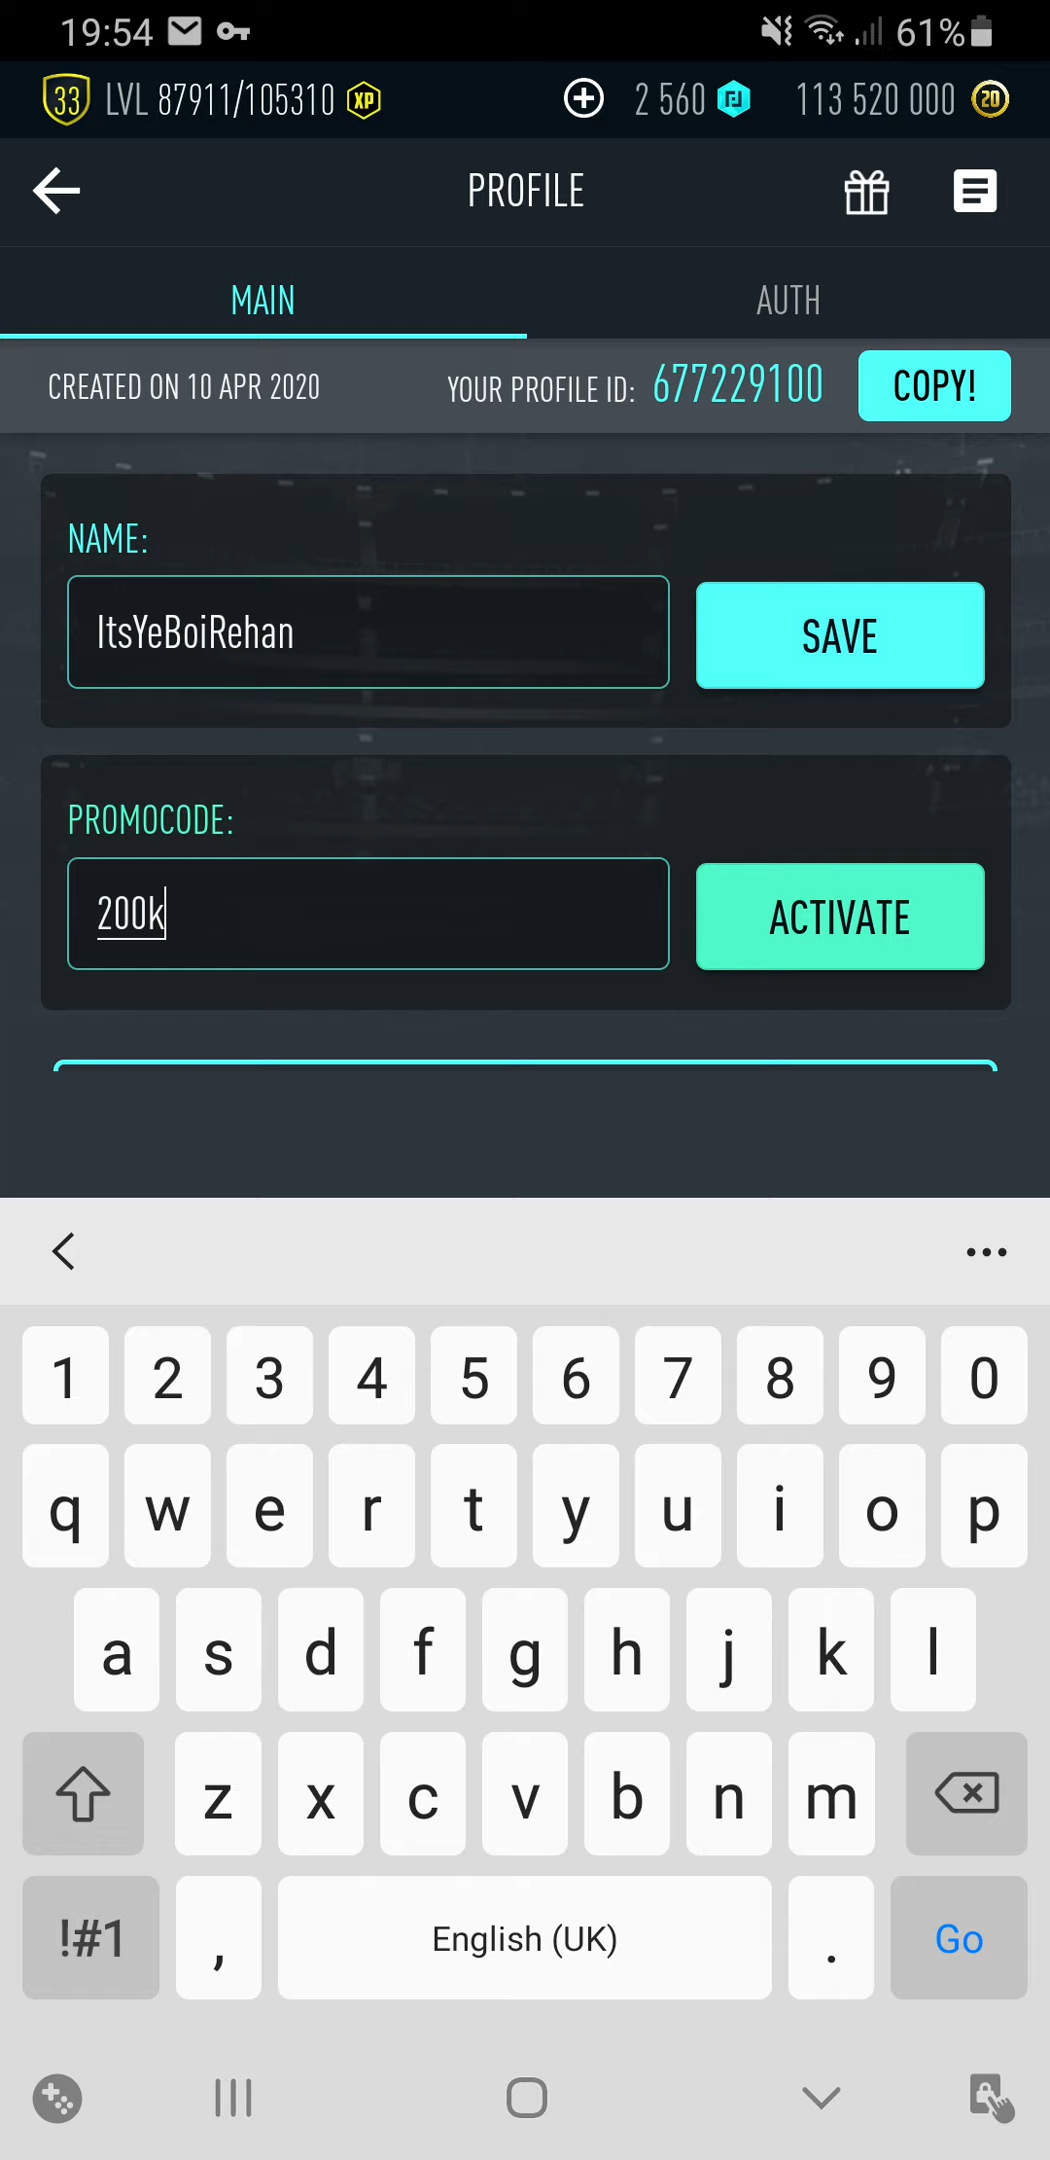 19:54 61%
33 LVL 87911/105310 XP 2 560 113 520 000 20
PROFILE
MAIN AUTH
CREATED ON 10 APR 2020 YOUR PROFILE ID: 677229100 COPY!
NAME:
ItsYeBoiRehan SAVE
PROMOCODE:
200k ACTIVATE
1 2 3 4 5 6 7 8 9 0
q w e r t y u i o p
a s d f g h j k l
z x c v b n m
!#1 , English (UK) . Go